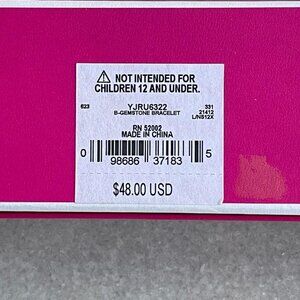 ⚠ NOT INTENDED FOR
CHILDREN 12 AND UNDER.
623 YJRU6322 331
B-GEMSTONE BRACELET 21412
L/N512X
RN 52002
MADE IN CHINA
0 98686 37183 5
$48.00 USD